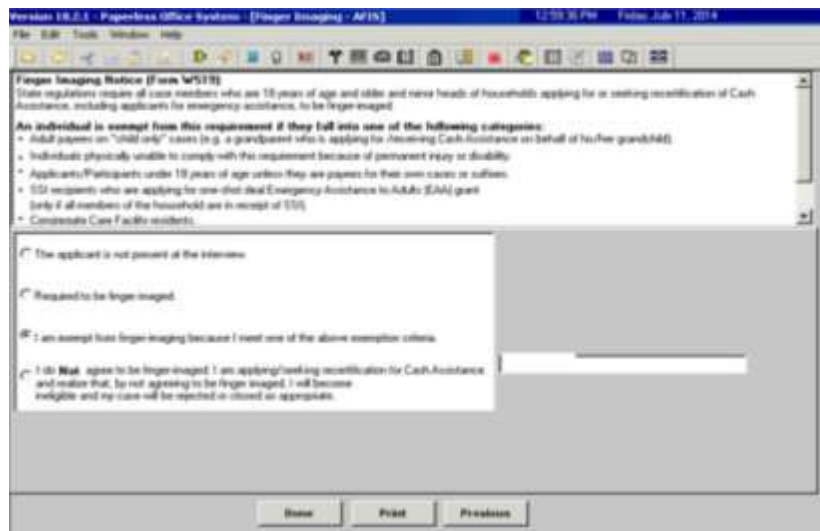 Version 18.2.1 - Paperless Office System - [Finger Imaging - AFIS] 12:59:36 PM Friday, July 11, 2014
File Edit Tools Window Help
Finger Imaging Notice (Form W519)
State regulations require all case members who are 18 years of age and older and minor heads of households applying for or seeking recertification of Cash
Assistance, including applicants for emergency assistance, to be finger-imaged.
An individual is exempt from this requirement if they fall into one of the following categories:
• Adult payees on "child only" cases (e.g. a grandparent who is applying for /receiving Cash Assistance on behalf of his/her grandchild).
• Individuals physically unable to comply with this requirement because of permanent injury or disability.
• Applicants/Participants under 18 years of age unless they are payees for their own cases or suffixes.
• SSI recipients who are applying for one-shot deal Emergency Assistance to Adults (EAA) grant
(only if all members of the household are in receipt of SSI).
• Congregate Care Facility residents.
The applicant is not present at the interview.
Required to be finger-imaged.
I am exempt from finger-imaging because I meet one of the above exemption criteria.
I do Not agree to be finger-imaged. I am applying/seeking recertification for Cash Assistance
and realize that, by not agreeing to be finger imaged, I will become
ineligible and my case will be rejected or closed as appropriate.
Done Print Previous